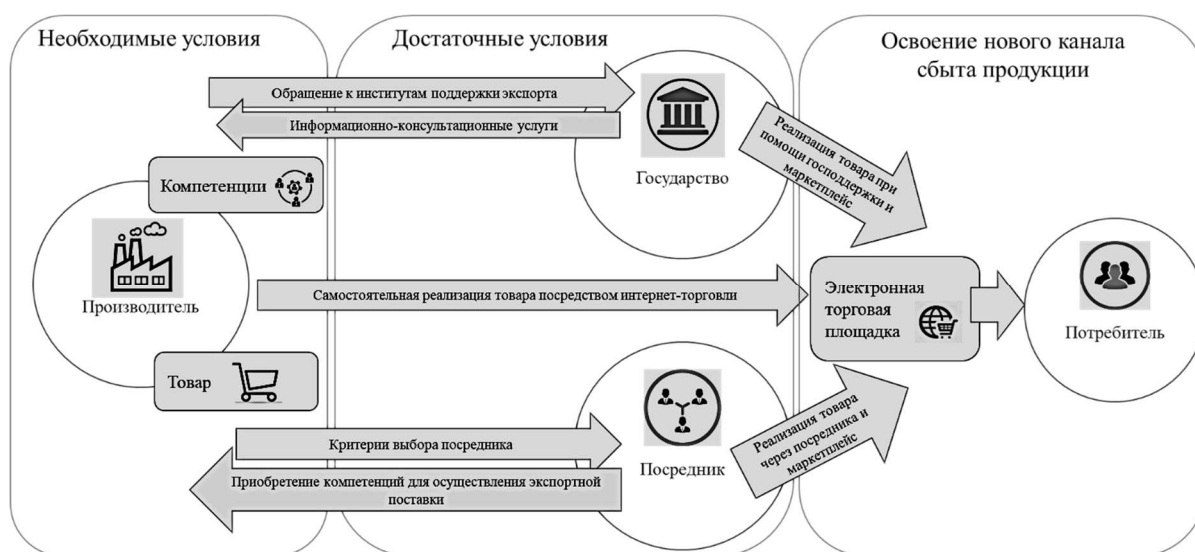 Необходимые условия
Достаточные условия
Освоение нового канала
сбыта продукции
Обращение к институтам поддержки экспорта
Информационно-консультационные услуги
Государство
Реализация товара при
помощи господдержки и
маркетплейс
Компетенции
Производитель
Товар
Самостоятельная реализация товара посредством интернет-торговли
Электронная
торговая
площадка
Потребитель
Критерии выбора посредника
Приобретение компетенций для осуществления экспортной
поставки
Посредник
Реализация товара
через посредника и
маркетплейс